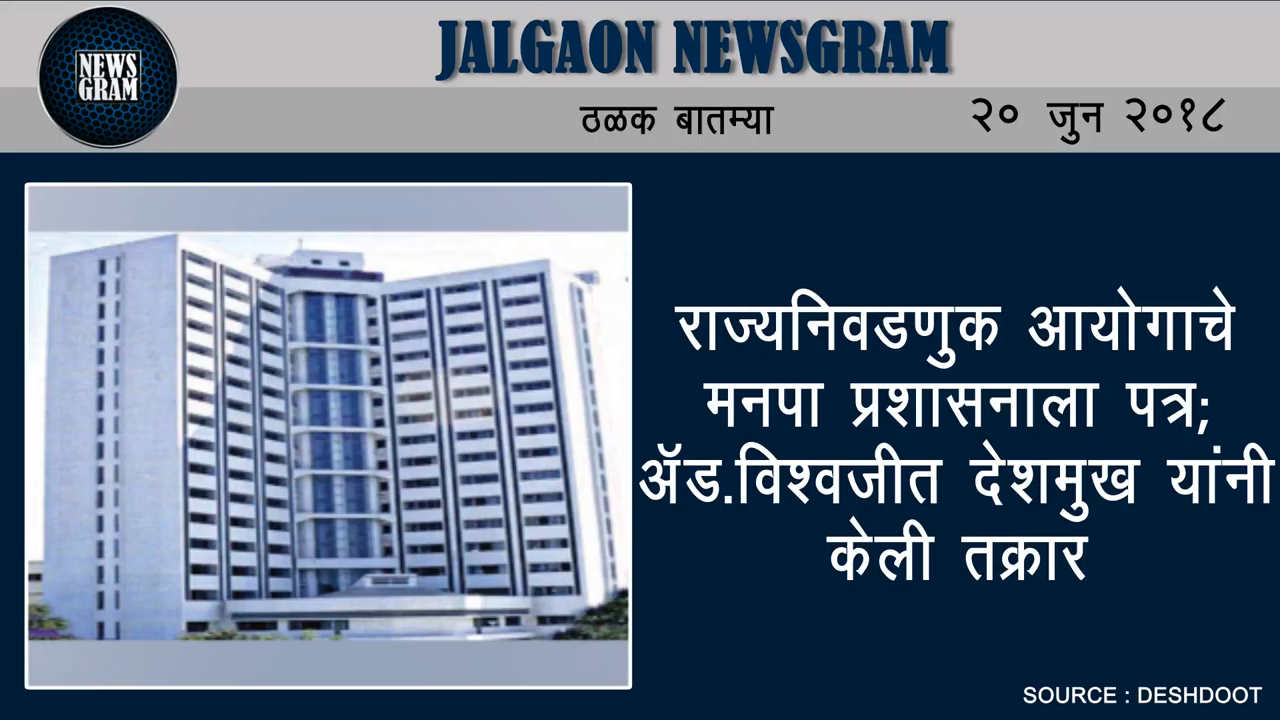 NEWS
GRAM
JALGAON NEWSGRAM
ठळक बातम्या
२० जुन २०१८
राज्यनिवडणुक आयोगाचे
मनपा प्रशासनाला पत्र;
अॅड.विश्वजीत देशमुख यांनी
केली तक्रार
SOURCE : DESHDOOT